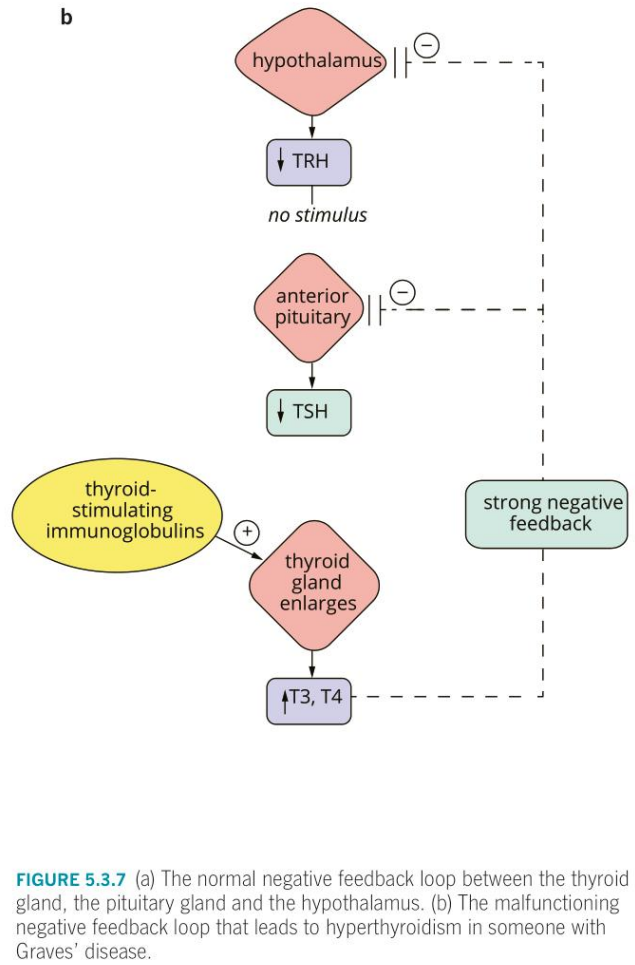 b
hypothalamus
−
↓ TRH
no stimulus
anterior
pituitary
−
↓ TSH
thyroid-
stimulating
immunoglobulins
+
strong negative
feedback
thyroid
gland
enlarges
↑T3, T4
FIGURE 5.3.7 (a) The normal negative feedback loop between the thyroid
gland, the pituitary gland and the hypothalamus. (b) The malfunctioning
negative feedback loop that leads to hyperthyroidism in someone with
Graves’ disease.